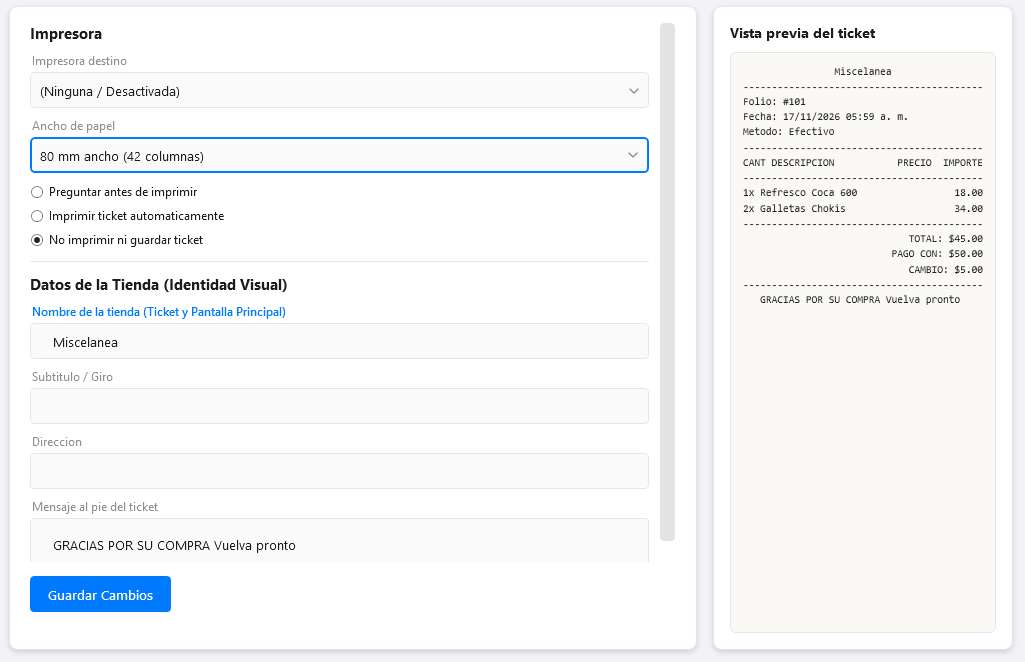 Impresora
Impresora destino
(Ninguna / Desactivada)
Ancho de papel
80 mm ancho (42 columnas)
Preguntar antes de imprimir
Imprimir ticket automaticamente
No imprimir ni guardar ticket
Datos de la Tienda (Identidad Visual)
Nombre de la tienda (Ticket y Pantalla Principal)
Miscelanea
Subtitulo / Giro
Direccion
Mensaje al pie del ticket
GRACIAS POR SU COMPRA Vuelva pronto
Guardar Cambios
Vista previa del ticket
Miscelanea
------------------------------------------
Folio: #101
Fecha: 17/11/2026 05:59 a. m.
Metodo: Efectivo
------------------------------------------
CANT DESCRIPCION PRECIO IMPORTE
------------------------------------------
1x Refresco Coca 600 18.00
2x Galletas Chokis 34.00
------------------------------------------
TOTAL: $45.00
PAGO CON: $50.00
CAMBIO: $5.00
------------------------------------------
GRACIAS POR SU COMPRA Vuelva pronto